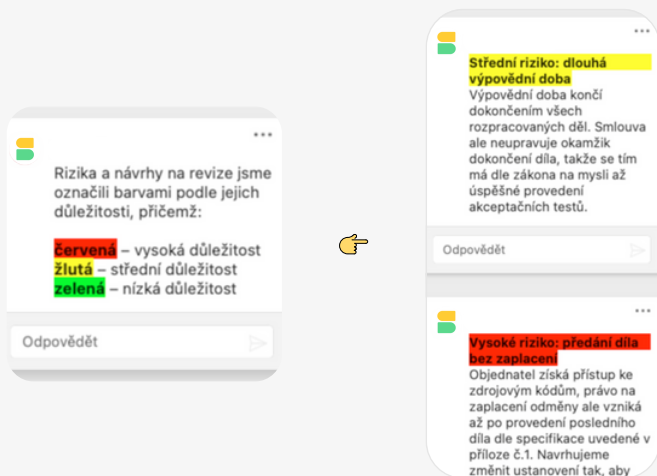 Rizika a návrhy na revize jsme
označili barvami podle jejich
důležitosti, přičemž:
červená – vysoká důležitost
žlutá – střední důležitost
zelená – nízká důležitost
Odpovědět
Střední riziko: dlouhá
výpovědní doba
Výpovědní doba končí
dokončením všech
rozpracovaných děl. Smlouva
ale neupravuje okamžik
dokončení díla, takže se tím
má dle zákona na mysli až
úspěšné provedení
akceptačních testů.
Odpovědět
Vysoké riziko: předání díla
bez zaplacení
Objednatel získá přístup ke
zdrojovým kódům, právo na
zaplacení odměny ale vzniká
až po provedení posledního
díla dle specifikace uvedené v
příloze č.1. Navrhujeme
změnit ustanovení tak, aby